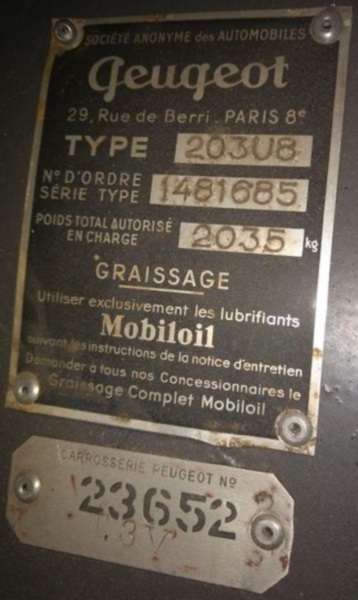 SOCIÉTÉ ANONYME des AUTOMOBILES
Peugeot
29, Rue de Berri. PARIS 8e
TYPE 203U8
N° D'ORDRE
SÉRIE TYPE 1481685
POIDS TOTAL AUTORISÉ
EN CHARGE 2035 kg
GRAISSAGE
Utiliser exclusivement les lubrifiants
Mobiloil
suivant les instructions de la notice d'entretien
Demander à tous nos Concessionnaires le
Graissage Complet Mobiloil
CARROSSERIE PEUGEOT N°
23652
3V